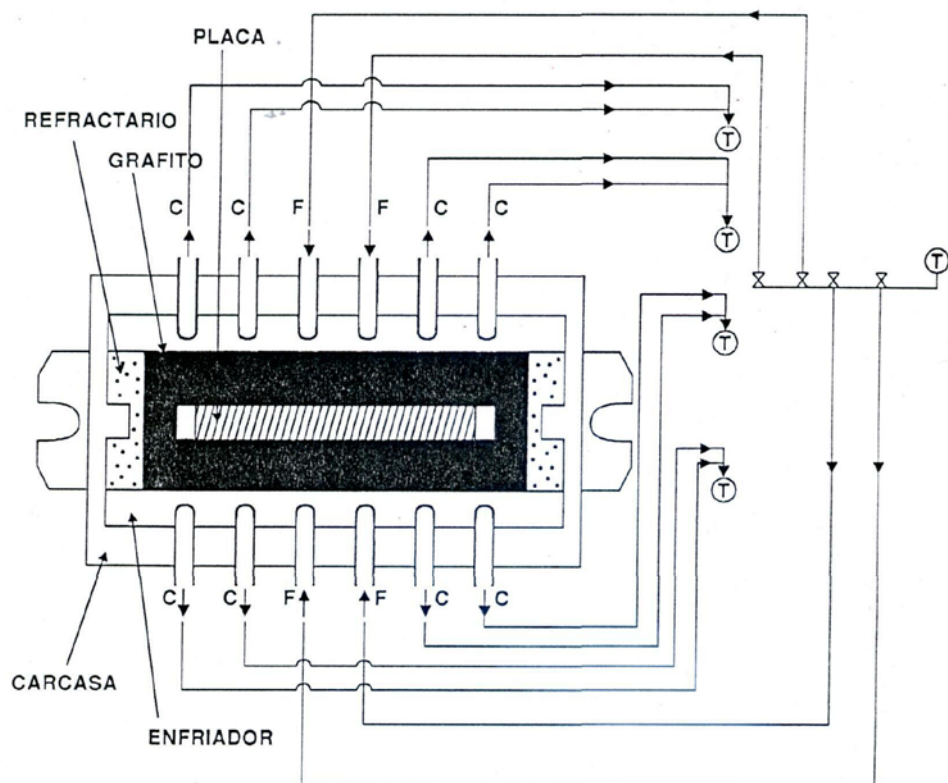 PLACA
REFRACTARIO
GRAFITO
T
C C F F C C
T
T
T
T
C C F F C C
CARCASA
ENFRIADOR